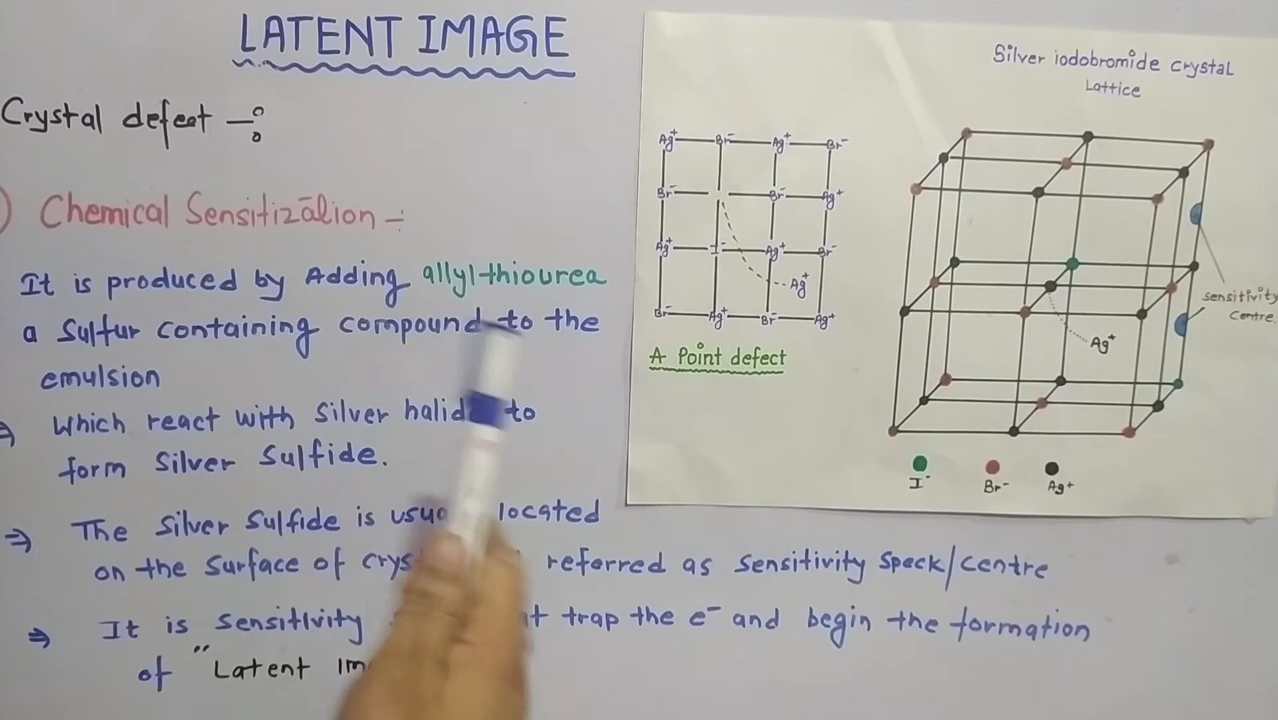 LATENT IMAGE
Crystal defect -:
) Chemical Sensitization -:
It is produced by Adding allylthiourea
a Sulfur containing compound to the
emulsion
⇒ Which react with Silver halid to
form Silver Sulfide.
⇒ The Silver Sulfide is located
on the Surface of referred as Sensitivity Speck/centre
⇒ It is Sensitivity trap the e⁻ and begin the formation
of "Latent
Silver iodobromide crystal
Lattice
Ag⁺ Br⁻ Ag⁺ Br⁻
Br⁻ Br⁻ Ag⁺
Ag⁺ I⁻ Ag⁺ Br⁻
Ag⁺
Br⁻ Ag⁺ Br⁻ Ag⁺
A Point defect
Sensitivity
Centre
Ag⁺
I⁻ Br⁻ Ag⁺